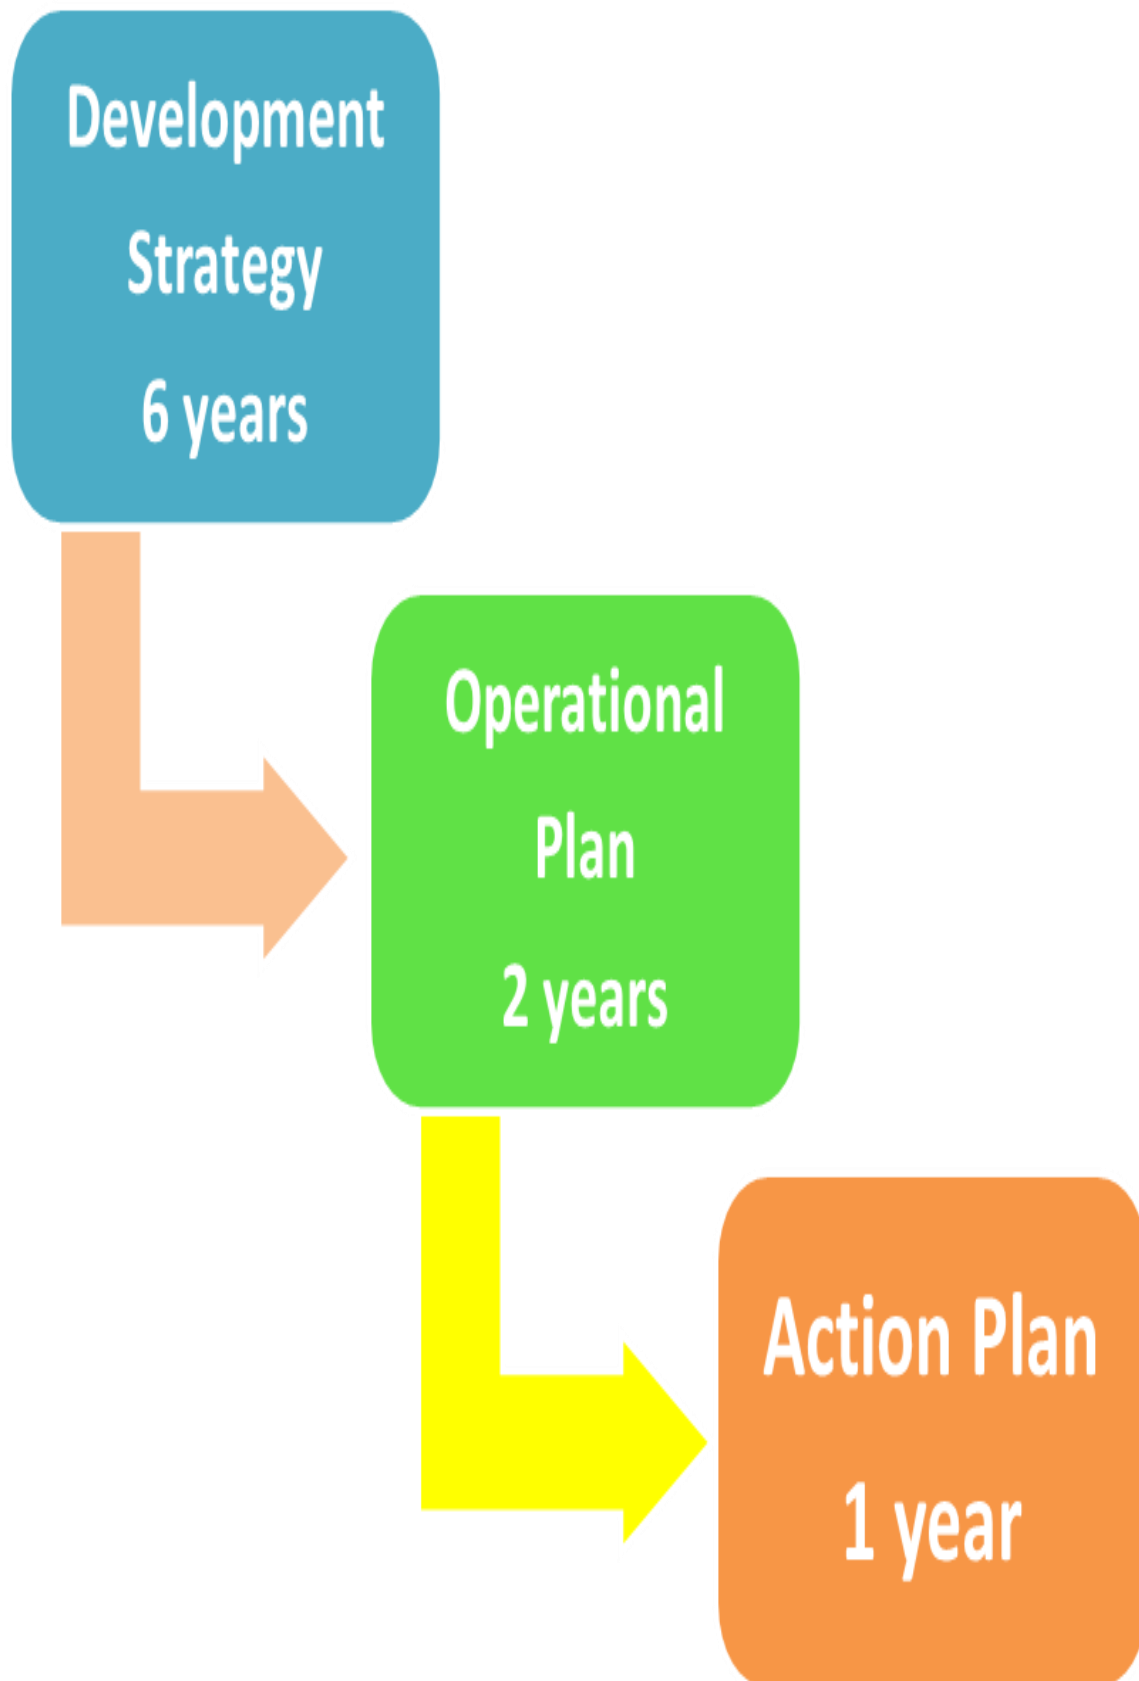 Development
Strategy
6 years
Operational
Plan
2 years
Action Plan
1 year